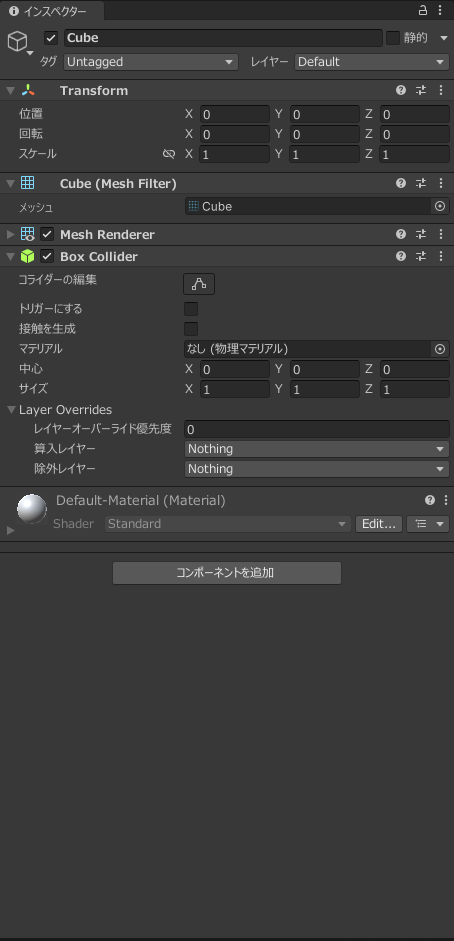 インスペクター
Cube 静的
タグ Untagged レイヤー Default
Transform
位置 X 0 Y 0 Z 0
回転 X 0 Y 0 Z 0
スケール X 1 Y 1 Z 1
Cube (Mesh Filter)
メッシュ Cube
Mesh Renderer
Box Collider
コライダーの編集
トリガーにする
接触を生成
マテリアル なし (物理マテリアル)
中心 X 0 Y 0 Z 0
サイズ X 1 Y 1 Z 1
Layer Overrides
レイヤーオーバーライド優先度 0
算入レイヤー Nothing
除外レイヤー Nothing
Default-Material (Material)
Shader Standard Edit...
コンポーネントを追加